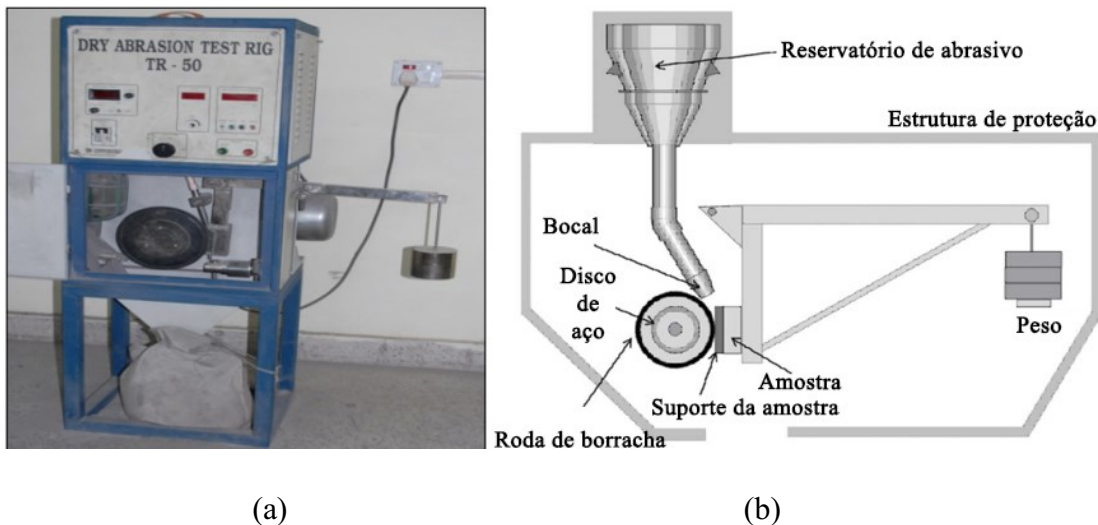 DRY ABRASION TEST RIG
TR - 50
Reservatório de abrasivo
Estrutura de proteção
Bocal
Disco
de
aço
Peso
Amostra
Suporte da amostra
Roda de borracha
(a)
(b)